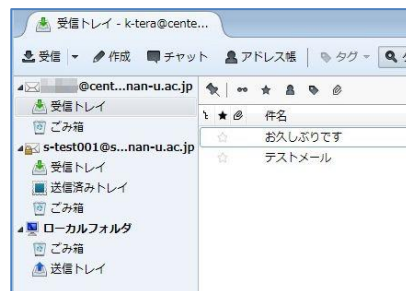 受信トレイ - k-tera@cente...
受信 作成 チャット アドレス帳 タグ
@cent...nan-u.ac.jp
受信トレイ
ごみ箱
s-test001@s...nan-u.ac.jp
受信トレイ
送信済みトレイ
ごみ箱
ローカルフォルダ
ごみ箱
送信トレイ
件名
お久しぶりです
テストメール